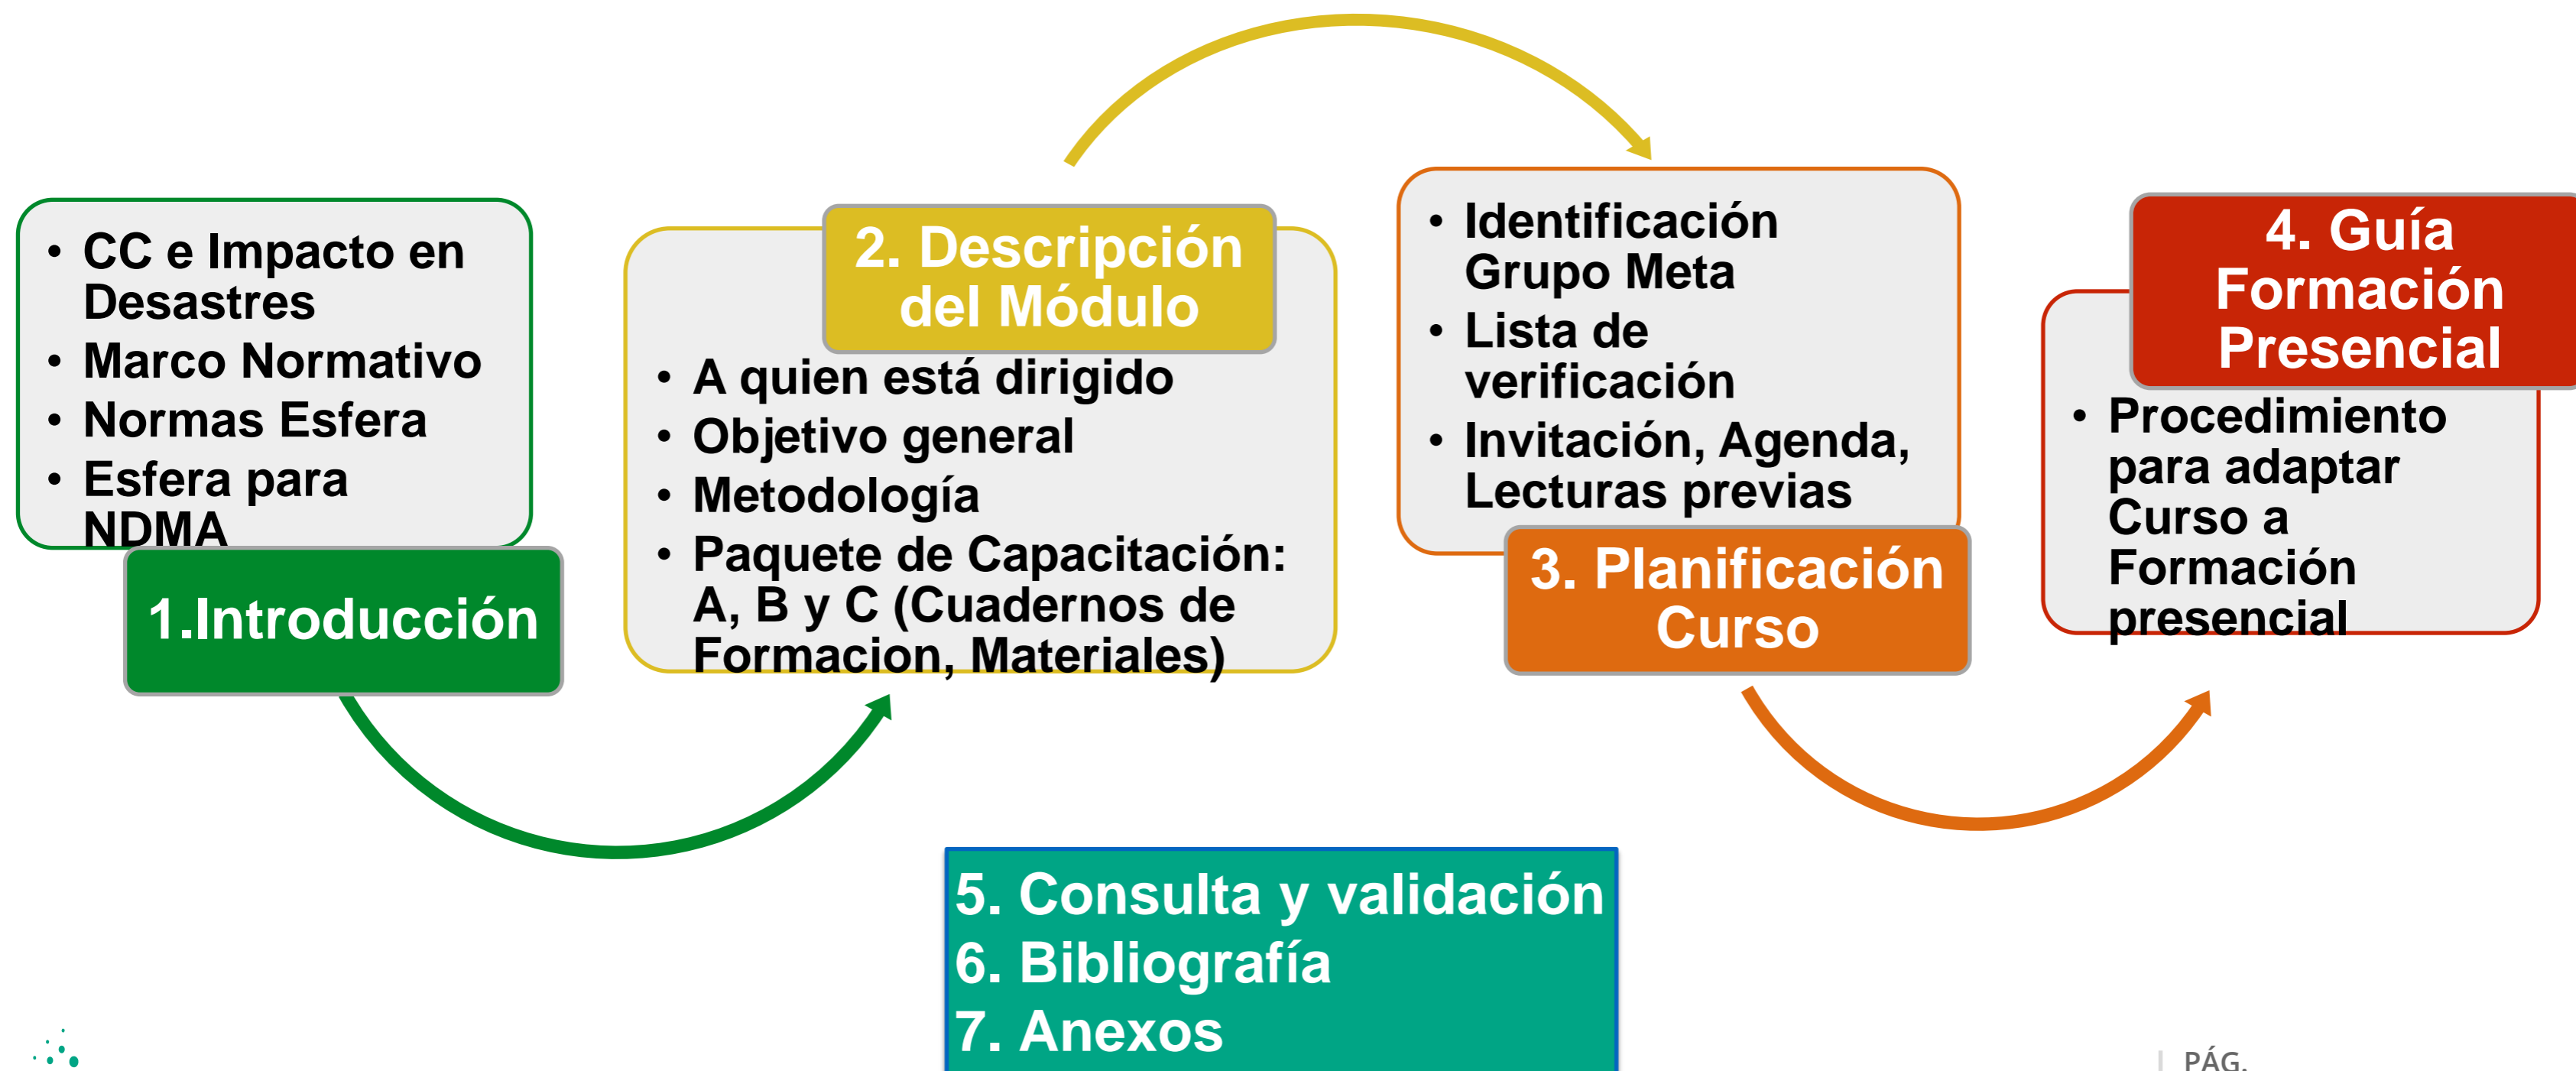 • CC e Impacto en
Desastres
• Marco Normativo
• Normas Esfera
• Esfera para
NDMA
1.Introducción
2. Descripción
del Módulo
• A quien está dirigido
• Objetivo general
• Metodología
• Paquete de Capacitación:
A, B y C (Cuadernos de
Formacion, Materiales)
• Identificación
Grupo Meta
• Lista de
verificación
• Invitación, Agenda,
Lecturas previas
3. Planificación
Curso
4. Guía
Formación
Presencial
• Procedimiento
para adaptar
Curso a
Formación
presencial
5. Consulta y validación
6. Bibliografía
7. Anexos
PÁG.